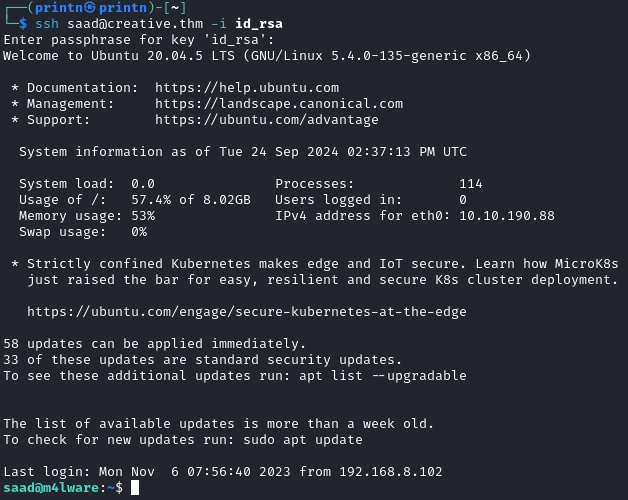 ┌──(printn㉿printn)-[~]
└─$ ssh saad@creative.thm -i id_rsa
Enter passphrase for key 'id_rsa':
Welcome to Ubuntu 20.04.5 LTS (GNU/Linux 5.4.0-135-generic x86_64)

 * Documentation:  https://help.ubuntu.com
 * Management:     https://landscape.canonical.com
 * Support:        https://ubuntu.com/advantage

  System information as of Tue 24 Sep 2024 02:37:13 PM UTC

  System load:  0.0               Processes:             114
  Usage of /:   57.4% of 8.02GB   Users logged in:       0
  Memory usage: 53%               IPv4 address for eth0: 10.10.190.88
  Swap usage:   0%

 * Strictly confined Kubernetes makes edge and IoT secure. Learn how MicroK8s
   just raised the bar for easy, resilient and secure K8s cluster deployment.

   https://ubuntu.com/engage/secure-kubernetes-at-the-edge

58 updates can be applied immediately.
33 of these updates are standard security updates.
To see these additional updates run: apt list --upgradable


The list of available updates is more than a week old.
To check for new updates run: sudo apt update

Last login: Mon Nov  6 07:56:40 2023 from 192.168.8.102
saad@m4lware:~$